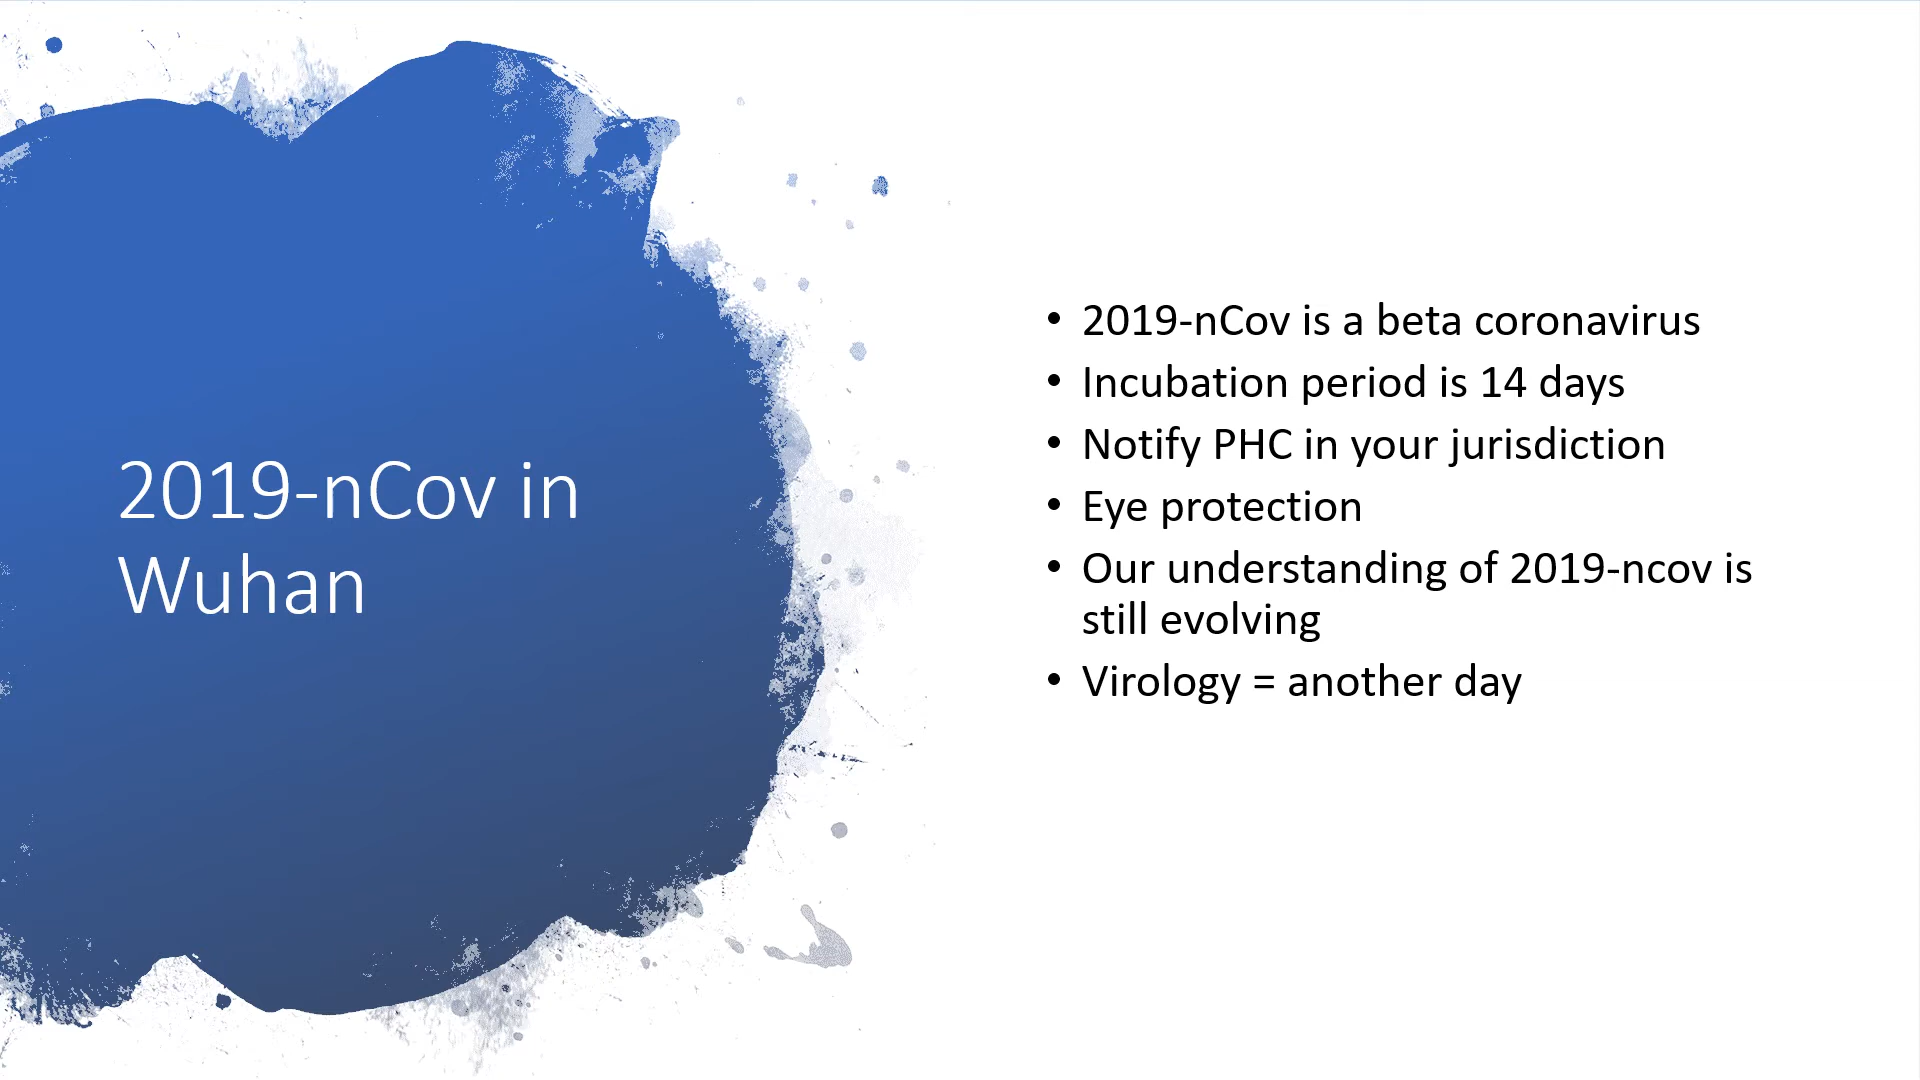 2019-nCov in
Wuhan
• 2019-nCov is a beta coronavirus
• Incubation period is 14 days
• Notify PHC in your jurisdiction
• Eye protection
• Our understanding of 2019-ncov is
still evolving
• Virology = another day